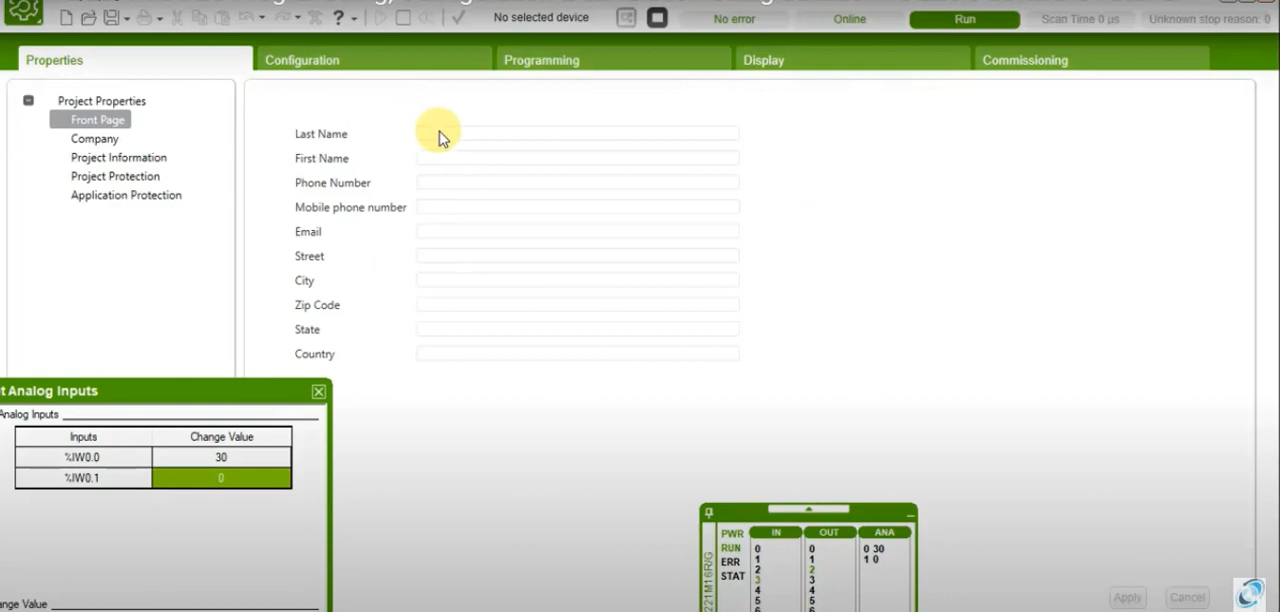 No selected device
No error
Online
Run
Scan Time 0 µs
Unknown stop reason: 0
Properties
Configuration
Programming
Display
Commissioning
Project Properties
Front Page
Company
Project Information
Project Protection
Application Protection
Last Name
First Name
Phone Number
Mobile phone number
Email
Street
City
Zip Code
State
Country
t Analog Inputs
Analog Inputs
Inputs Change Value
%IW0.0 30
%IW0.1 0
nge Value
PWR IN OUT ANA
RUN 0 0 0 30
ERR 1 1 1 0
STAT 2 2
3 3
4 4
5 5
221M16R/G
Apply
Cancel